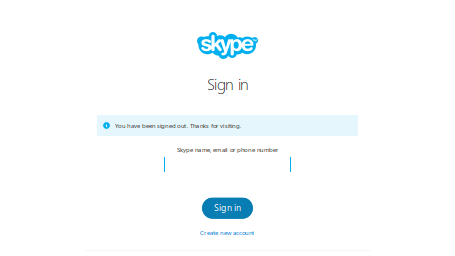 skype
Sign in
You have been signed out. Thanks for visiting.
Skype name, email or phone number
Sign in
Create new account